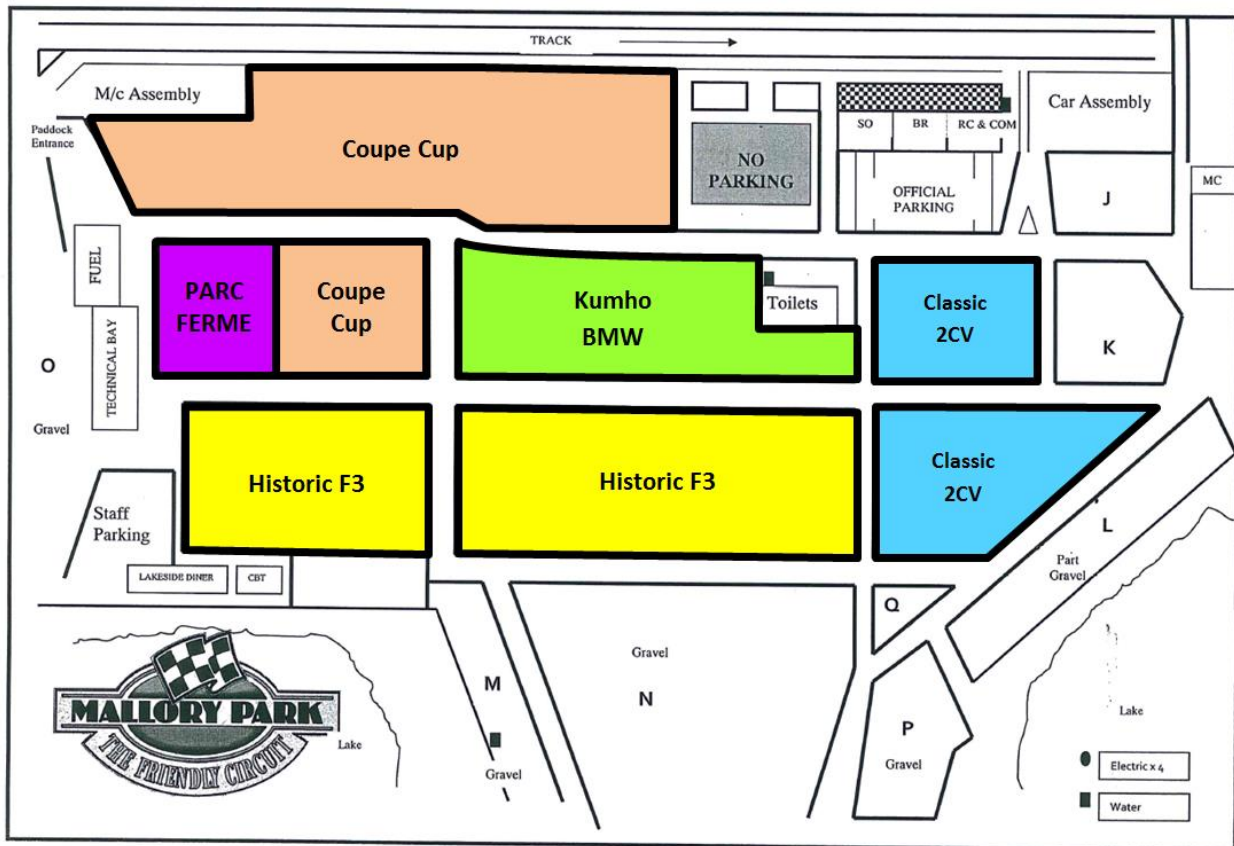 TRACK
M/c Assembly
Car Assembly
Paddock
Entrance
Coupe Cup
NO
PARKING
SO
BR
RC & COM
OFFICIAL
PARKING
J
MC
FUEL
PARC
FERME
Coupe
Cup
Kumho
BMW
Toilets
Classic
2CV
K
O
TECHNICAL BAY
Gravel
Historic F3
Historic F3
Classic
2CV
Staff
Parking
L
Part
Gravel
LAKESIDE DINER
CBT
Q
MALLORY PARK
THE FRIENDLY CIRCUIT
Lake
M
Gravel
Gravel
N
P
Gravel
Lake
Electric x 4
Water